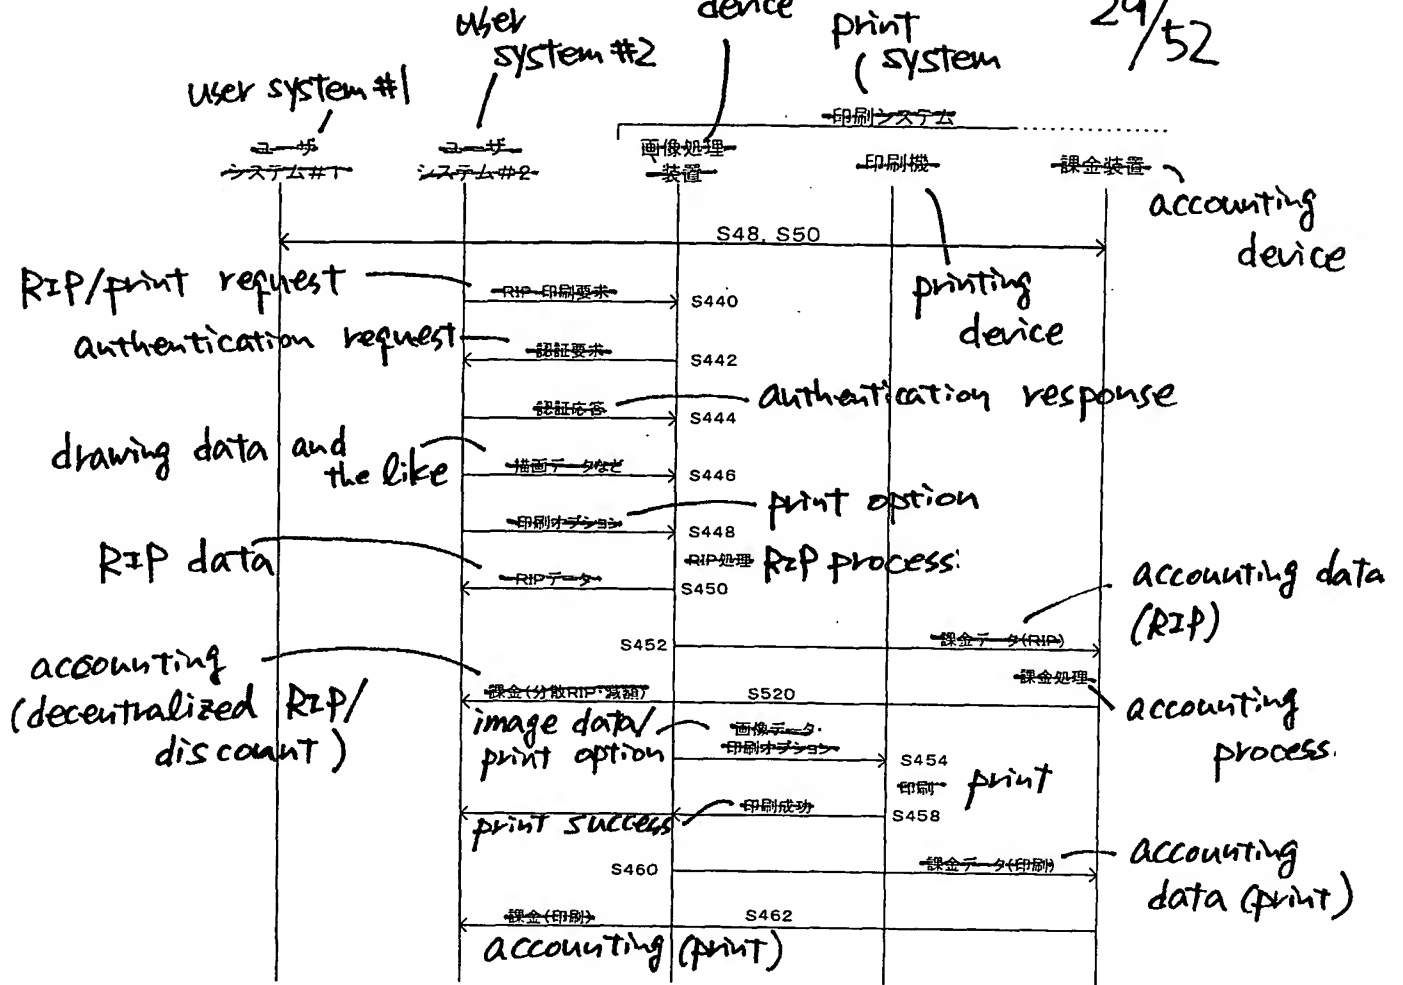 device
29/52
user
system #2
print
system
user system #1
印刷システム
ユーザ
システム#1
ユーザ
システム#2
画像処理
装置
印刷機
課金装置
accounting
device
S48, S50
printing
device
RIP/print request
RIP・印刷要求
S440
authentication request
認証要求
S442
認証応答
S444
authentication response
drawing data and
the like
描画データなど
S446
印刷オプション
S448
print option
RIP処理
RIP process.
RIP data
RIPデータ
S450
S452
課金データ(RIP)
accounting data
(RIP)
課金処理
accounting
process.
accounting
(decentralized RIP/
discount)
課金(分散RIP・減額)
S520
image data/
print option
画像データ・
印刷オプション
S454
印刷
print
印刷成功
S458
print success
S460
課金データ(印刷)
accounting
data (print)
課金(印刷)
S462
accounting (print)